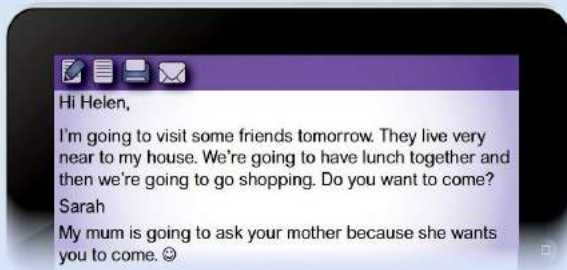 Hi Helen,
I'm going to visit some friends tomorrow. They live very
near to my house. We're going to have lunch together and
then we're going to go shopping. Do you want to come?
Sarah
My mum is going to ask your mother because she wants
you to come. ☺